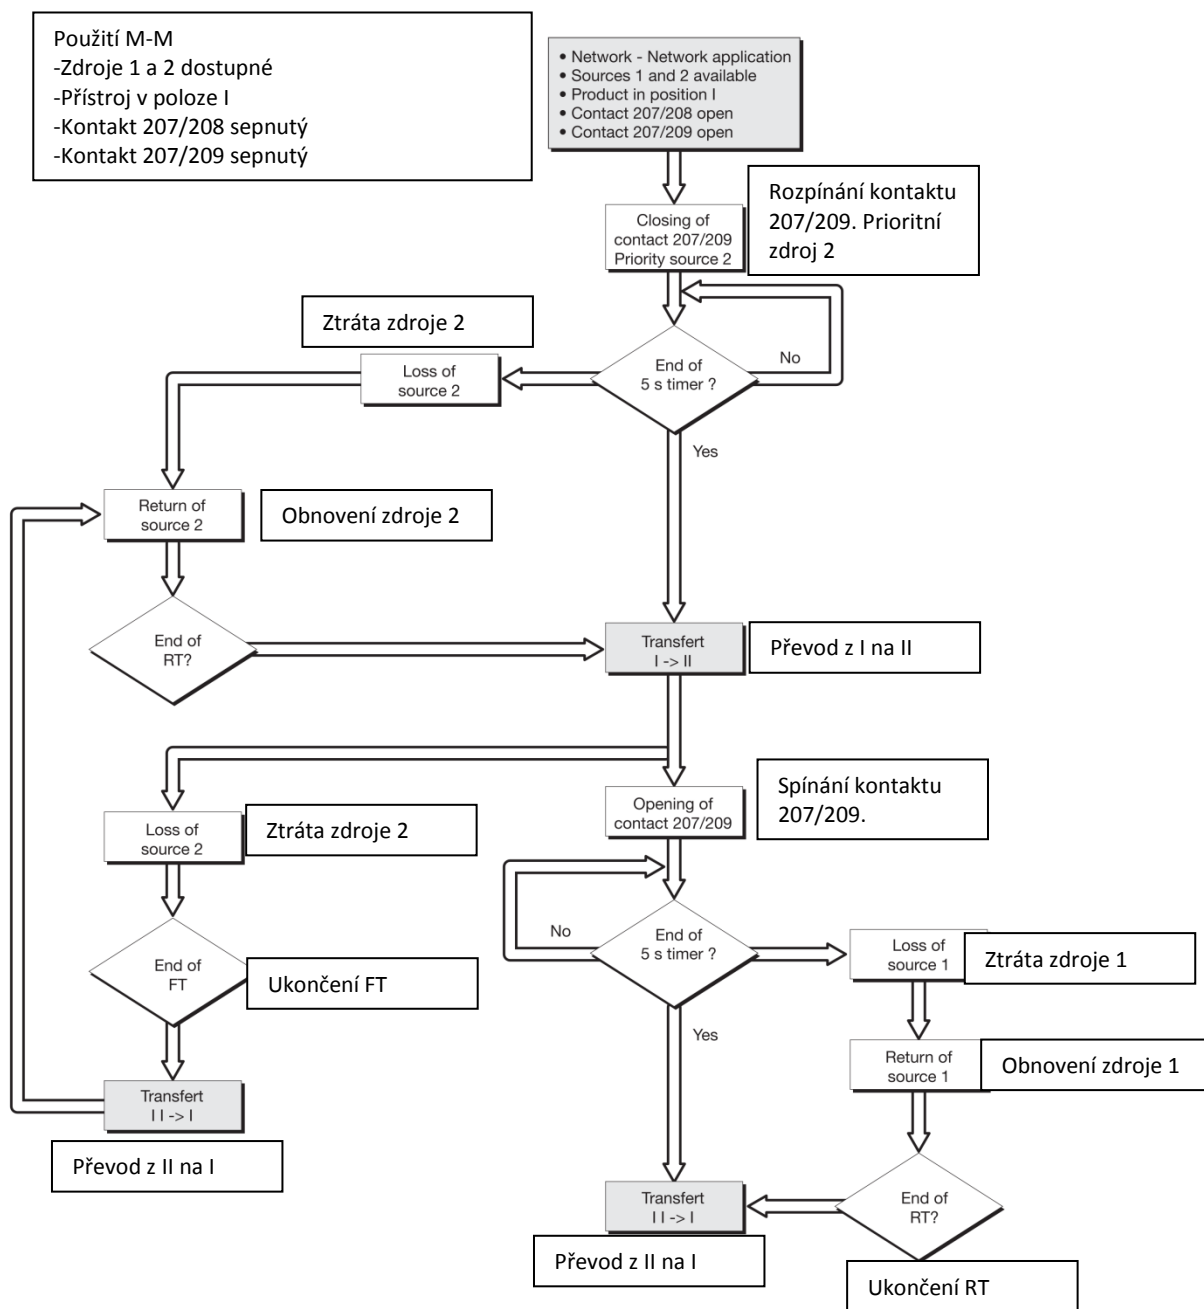 Použití M-M
-Zdroje 1 a 2 dostupné
-Přístroj v poloze I
-Kontakt 207/208 sepnutý
-Kontakt 207/209 sepnutý
• Network - Network application
• Sources 1 and 2 available
• Product in position I
• Contact 207/208 open
• Contact 207/209 open
Closing of
contact 207/209
Priority source 2
Rozpínání kontaktu
207/209. Prioritní
zdroj 2
Ztráta zdroje 2
Loss of
source 2
End of
5 s timer ?
No
Yes
Return of
source 2
Obnovení zdroje 2
End of
RT?
Transfert
I -> II
Převod z I na II
Loss of
source 2
Ztráta zdroje 2
Opening of
contact 207/209
Spínání kontaktu
207/209.
End of
FT
Ukončení FT
No
End of
5 s timer ?
Yes
Loss of
source 1
Ztráta zdroje 1
Return of
source 1
Obnovení zdroje 1
Transfert
I I -> I
Převod z II na I
Transfert
I I -> I
Převod z II na I
End of
RT?
Ukončení RT